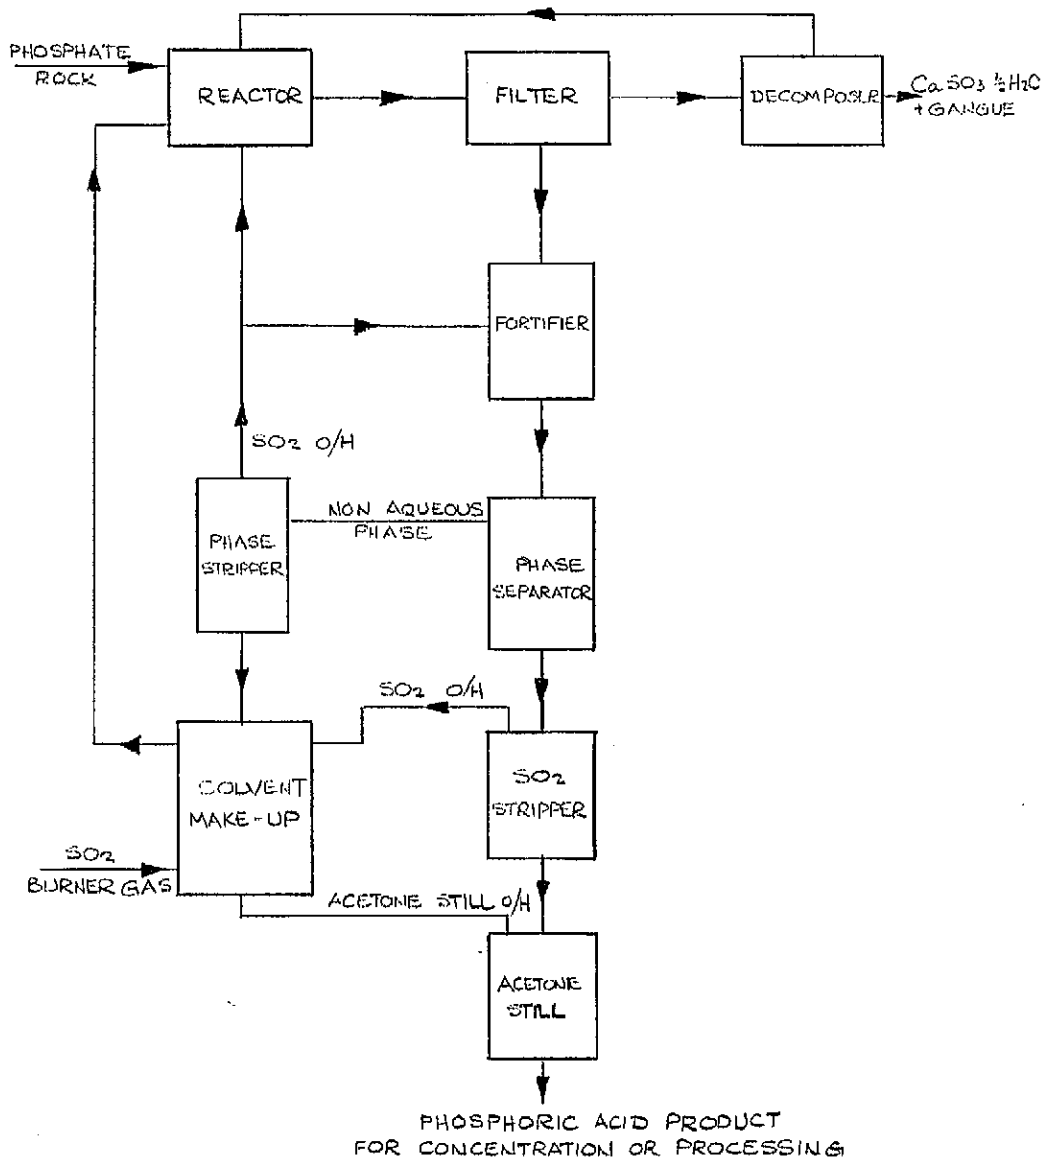 PHOSPHATE
ROCK
REACTOR
FILTER
DECOMPOSER
CaSO3 ½H2O
+ GANGUE
FORTIFIER
SO2 O/H
NON AQUEOUS
PHASE
PHASE
STRIPPER
PHASE
SEPARATOR
SO2 O/H
SOLVENT
MAKE-UP
SO2
STRIPPER
SO2
BURNER GAS
ACETONE STILL O/H
ACETONE
STILL
PHOSPHORIC ACID PRODUCT
FOR CONCENTRATION OR PROCESSING